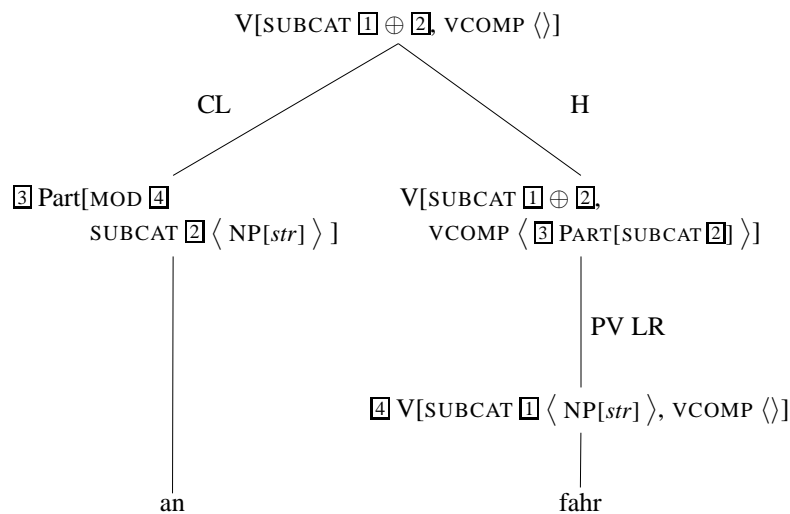 V[SUBCAT 1 ⊕ 2, VCOMP ⟨⟩]
CL
H
3 Part[MOD 4
SUBCAT 2 ⟨ NP[str] ⟩ ]
V[SUBCAT 1 ⊕ 2,
VCOMP ⟨ 3 PART[SUBCAT 2] ⟩]
PV LR
4 V[SUBCAT 1 ⟨ NP[str] ⟩, VCOMP ⟨⟩]
an
fahr